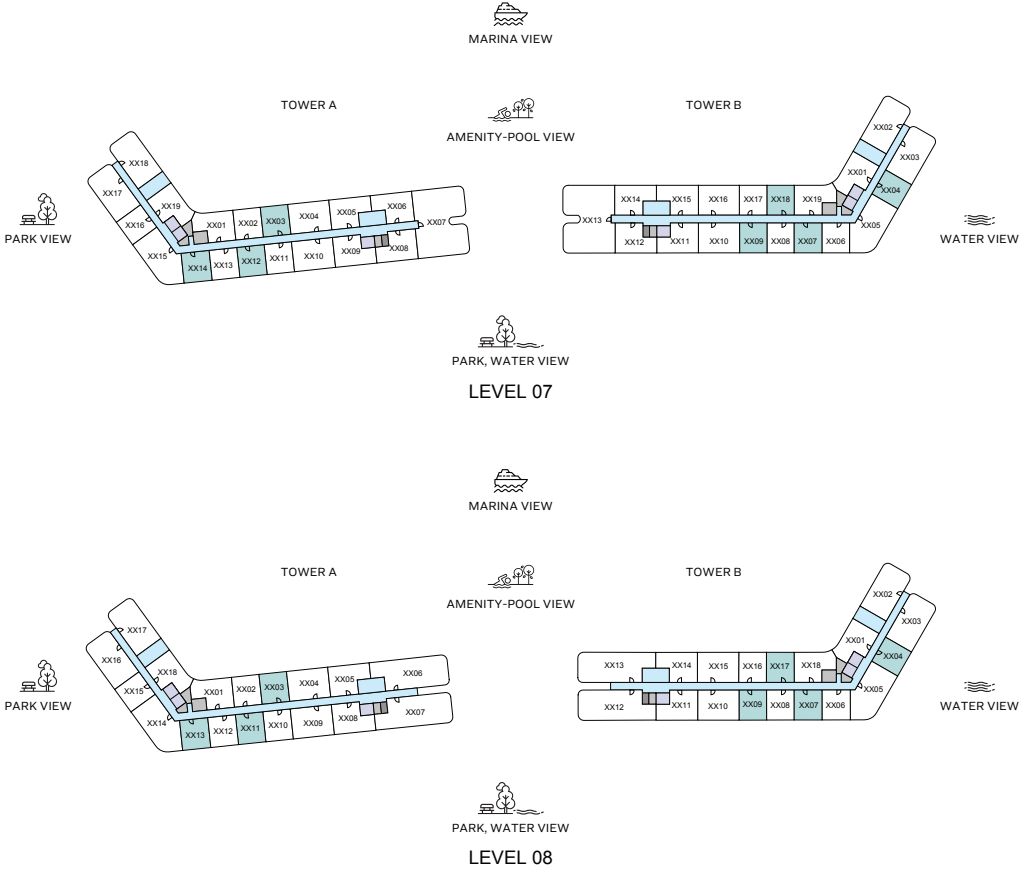 MARINA VIEW
TOWER A
TOWER B
AMENITY-POOL VIEW
PARK VIEW
WATER VIEW
XX18
XX17
XX19
XX16
XX15
XX01
XX02
XX03
XX04
XX05
XX06
XX07
XX14
XX13
XX12
XX11
XX10
XX09
XX08
XX02
XX03
XX01
XX04
XX05
XX14
XX15
XX16
XX17
XX18
XX19
XX13
XX12
XX11
XX10
XX09
XX08
XX07
XX06
PARK, WATER VIEW
LEVEL 07
MARINA VIEW
TOWER A
TOWER B
AMENITY-POOL VIEW
PARK VIEW
WATER VIEW
XX17
XX16
XX18
XX15
XX14
XX01
XX02
XX03
XX04
XX05
XX06
XX13
XX12
XX11
XX10
XX09
XX08
XX07
XX02
XX03
XX01
XX04
XX05
XX13
XX14
XX15
XX16
XX17
XX18
XX12
XX11
XX10
XX09
XX08
XX07
XX06
PARK, WATER VIEW
LEVEL 08